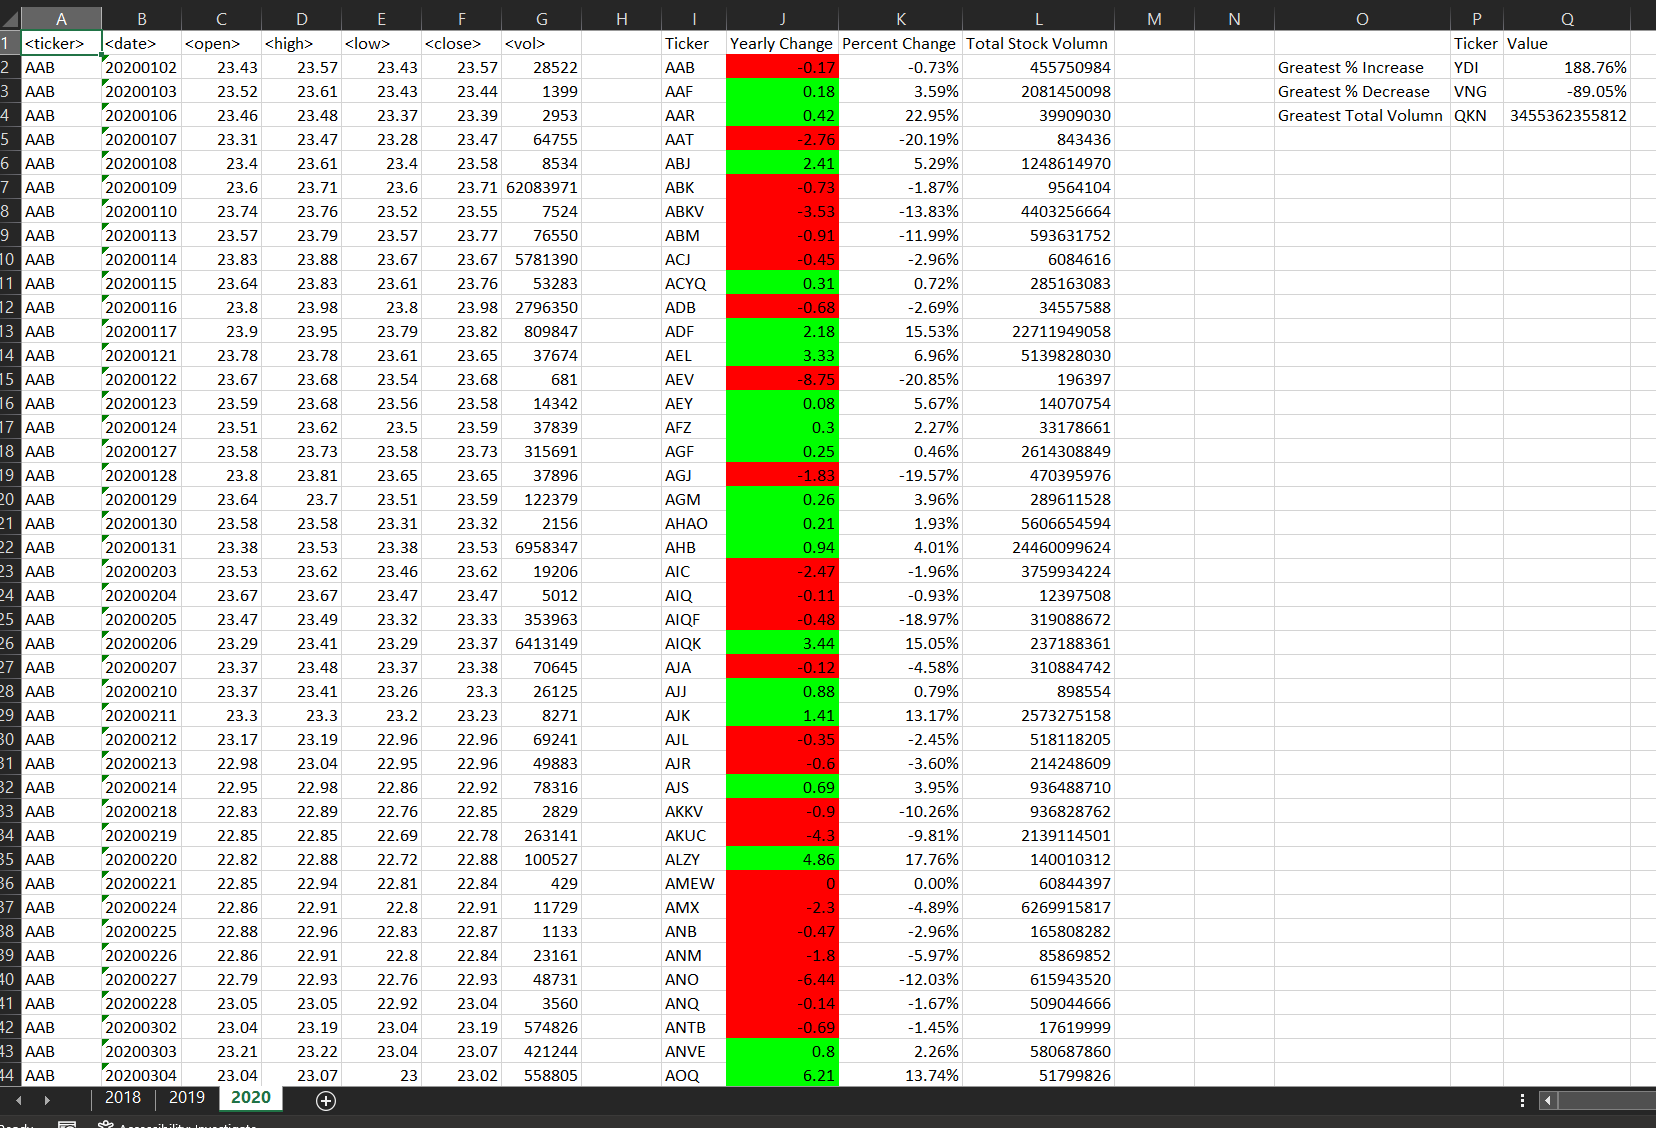 A B C D E F G H I J K L M N O P Q
1 <ticker> <date> <open> <high> <low> <close> <vol> Ticker Yearly Change Percent Change Total Stock Volumn Ticker Value
2 AAB 20200102 23.43 23.57 23.43 23.57 28522 AAB -0.17 -0.73% 455750984 Greatest % Increase YDI 188.76%
3 AAB 20200103 23.52 23.61 23.43 23.44 1399 AAF 0.18 3.59% 2081450098 Greatest % Decrease VNG -89.05%
4 AAB 20200106 23.46 23.48 23.37 23.39 2953 AAR 0.42 22.95% 39909030 Greatest Total Volumn QKN 3455362355812
5 AAB 20200107 23.31 23.47 23.28 23.47 64755 AAT -2.76 -20.19% 843436
6 AAB 20200108 23.4 23.61 23.4 23.58 8534 ABJ 2.41 5.29% 1248614970
7 AAB 20200109 23.6 23.71 23.6 23.71 62083971 ABK -0.73 -1.87% 9564104
8 AAB 20200110 23.74 23.76 23.52 23.55 7524 ABKV -3.53 -13.83% 4403256664
9 AAB 20200113 23.57 23.79 23.57 23.77 76550 ABM -0.91 -11.99% 593631752
10 AAB 20200114 23.83 23.88 23.67 23.67 5781390 ACJ -0.45 -2.96% 6084616
11 AAB 20200115 23.64 23.83 23.61 23.76 53283 ACYQ 0.31 0.72% 285163083
12 AAB 20200116 23.8 23.98 23.8 23.98 2796350 ADB -0.68 -2.69% 34557588
13 AAB 20200117 23.9 23.95 23.79 23.82 809847 ADF 2.18 15.53% 22711949058
14 AAB 20200121 23.78 23.78 23.61 23.65 37674 AEL 3.33 6.96% 5139828030
15 AAB 20200122 23.67 23.68 23.54 23.68 681 AEV -8.75 -20.85% 196397
16 AAB 20200123 23.59 23.68 23.56 23.58 14342 AEY 0.08 5.67% 14070754
17 AAB 20200124 23.51 23.62 23.5 23.59 37839 AFZ 0.3 2.27% 33178661
18 AAB 20200127 23.58 23.73 23.58 23.73 315691 AGF 0.25 0.46% 2614308849
19 AAB 20200128 23.8 23.81 23.65 23.65 37896 AGJ -1.83 -19.57% 470395976
20 AAB 20200129 23.64 23.7 23.51 23.59 122379 AGM 0.26 3.96% 289611528
21 AAB 20200130 23.58 23.58 23.31 23.32 2156 AHAO 0.21 1.93% 5606654594
22 AAB 20200131 23.38 23.53 23.38 23.53 6958347 AHB 0.94 4.01% 24460099624
23 AAB 20200203 23.53 23.62 23.46 23.62 19206 AIC -2.47 -1.96% 3759934224
24 AAB 20200204 23.67 23.67 23.47 23.47 5012 AIQ -0.11 -0.93% 12397508
25 AAB 20200205 23.47 23.49 23.32 23.33 353963 AIQF -0.48 -18.97% 319088672
26 AAB 20200206 23.29 23.41 23.29 23.37 6413149 AIQK 3.44 15.05% 237188361
27 AAB 20200207 23.37 23.48 23.37 23.38 70645 AJA -0.12 -4.58% 310884742
28 AAB 20200210 23.37 23.41 23.26 23.3 26125 AJJ 0.88 0.79% 898554
29 AAB 20200211 23.3 23.3 23.2 23.23 8271 AJK 1.41 13.17% 2573275158
30 AAB 20200212 23.17 23.19 22.96 22.96 69241 AJL -0.35 -2.45% 518118205
31 AAB 20200213 22.98 23.04 22.95 22.96 49883 AJR -0.6 -3.60% 214248609
32 AAB 20200214 22.95 22.98 22.86 22.92 78316 AJS 0.69 3.95% 936488710
33 AAB 20200218 22.83 22.89 22.76 22.85 2829 AKKV -0.9 -10.26% 936828762
34 AAB 20200219 22.85 22.85 22.69 22.78 263141 AKUC -4.3 -9.81% 2139114501
35 AAB 20200220 22.82 22.88 22.72 22.88 100527 ALZY 4.86 17.76% 140010312
36 AAB 20200221 22.85 22.94 22.81 22.84 429 AMEW 0 0.00% 60844397
37 AAB 20200224 22.86 22.91 22.8 22.91 11729 AMX -2.3 -4.89% 6269915817
38 AAB 20200225 22.88 22.96 22.83 22.87 1133 ANB -0.47 -2.96% 165808282
39 AAB 20200226 22.86 22.91 22.8 22.84 23161 ANM -1.8 -5.97% 85869852
40 AAB 20200227 22.79 22.93 22.76 22.93 48731 ANO -6.44 -12.03% 615943520
41 AAB 20200228 23.05 23.05 22.92 23.04 3560 ANQ -0.14 -1.67% 509044666
42 AAB 20200302 23.04 23.19 23.04 23.19 574826 ANTB -0.69 -1.45% 17619999
43 AAB 20200303 23.21 23.22 23.04 23.07 421244 ANVE 0.8 2.26% 580687860
44 AAB 20200304 23.04 23.07 23 23.02 558805 AOQ 6.21 13.74% 51799826
2018 2019 2020